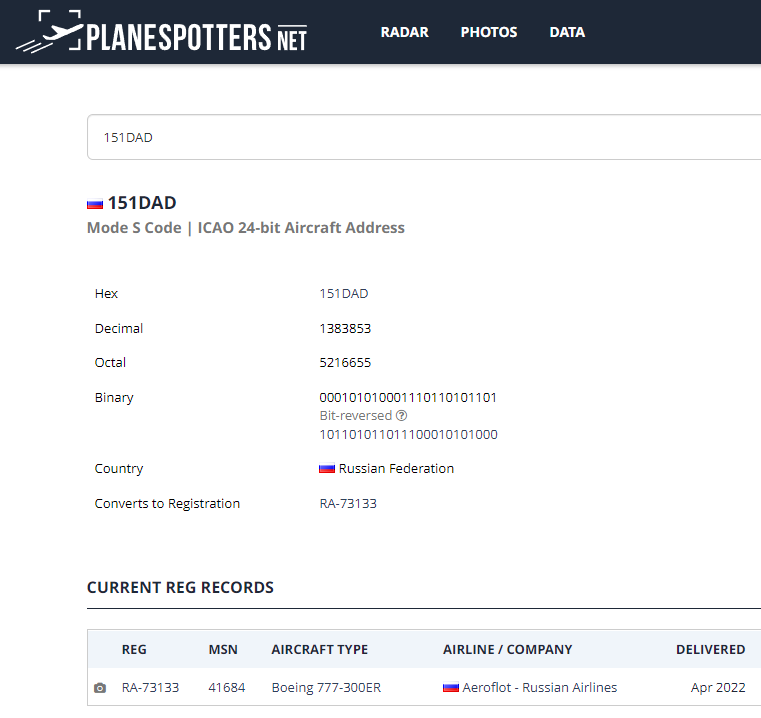 PLANESPOTTERS NET RADAR PHOTOS DATA
151DAD
151DAD
Mode S Code | ICAO 24-bit Aircraft Address
Hex 151DAD
Decimal 1383853
Octal 5216655
Binary 000101010001110110101101
Bit-reversed ?
101101011011100010101000
Country Russian Federation
Converts to Registration RA-73133
CURRENT REG RECORDS
REG MSN AIRCRAFT TYPE AIRLINE / COMPANY DELIVERED
RA-73133 41684 Boeing 777-300ER Aeroflot - Russian Airlines Apr 2022